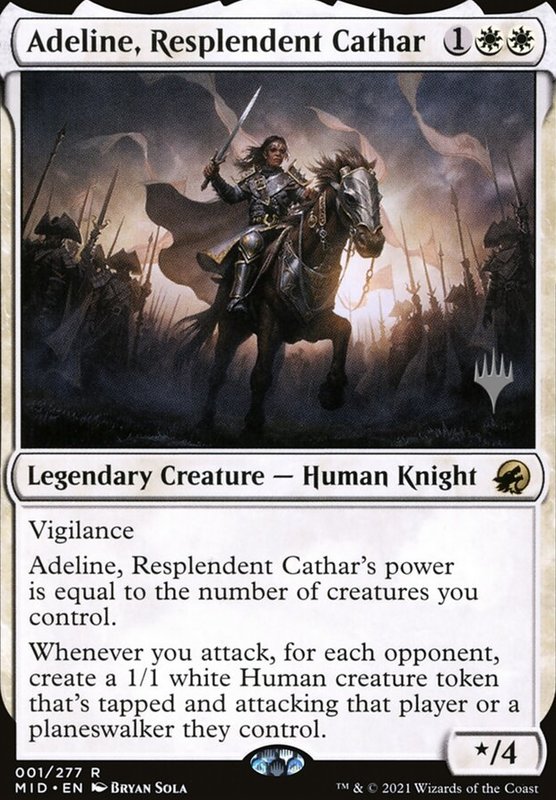 Adeline, Resplendent Cathar 1
Legendary Creature — Human Knight
Vigilance
Adeline, Resplendent Cathar's power
is equal to the number of creatures you
control.
Whenever you attack, for each opponent,
create a 1/1 white Human creature token
that's tapped and attacking that player or a
planeswalker they control.
★/4
001/277 R
MID • EN Bryan Sola
™ & © 2021 Wizards of the Coast